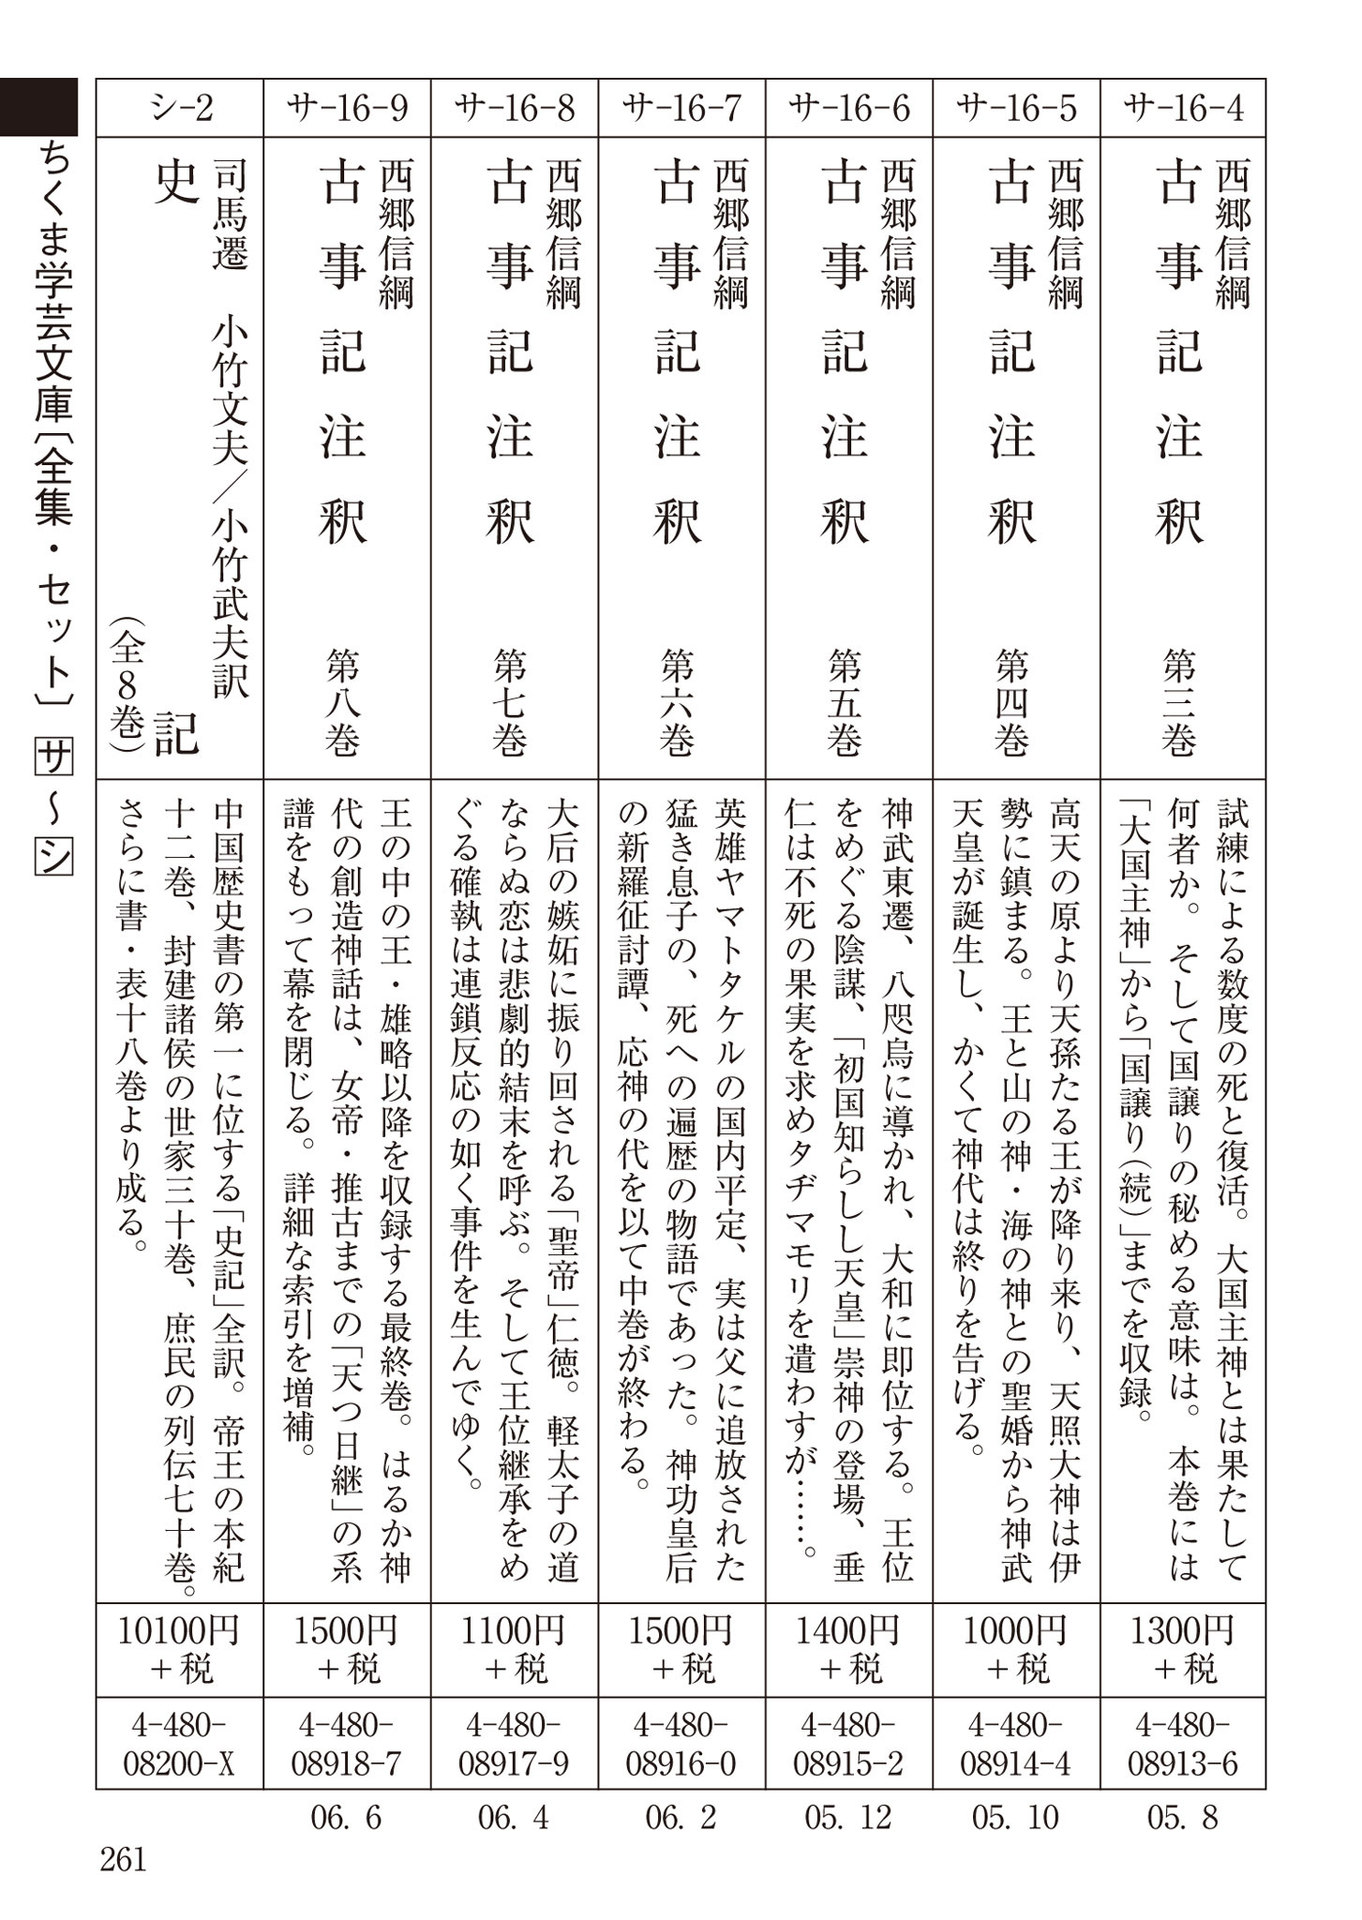 サ-16-4
西郷信綱
古事記注釈 第三巻
試練による数度の死と復活。大国主神とは果たして
何者か。そして国譲りの秘める意味は。本巻には
「大国主神」から「国譲り(続)」までを収録。
1300円
+税
4-480-
08913-6
05. 8
サ-16-5
西郷信綱
古事記注釈 第四巻
高天の原より天孫たる王が降り来り、天照大神は伊
勢に鎮まる。王と山の神・海の神との聖婚から神武
天皇が誕生し、かくて神代は終りを告げる。
1000円
+税
4-480-
08914-4
05. 10
サ-16-6
西郷信綱
古事記注釈 第五巻
神武東遷、八咫烏に導かれ、大和に即位する。王位
をめぐる陰謀、「初国知らしし天皇」崇神の登場、垂
仁は不死の果実を求めタヂマモリを遣わすが……。
1400円
+税
4-480-
08915-2
05. 12
サ-16-7
西郷信綱
古事記注釈 第六巻
英雄ヤマトタケルの国内平定、実は父に追放された
猛き息子の、死への遍歴の物語であった。神功皇后
の新羅征討譚、応神の代を以て中巻が終わる。
1500円
+税
4-480-
08916-0
06. 2
サ-16-8
西郷信綱
古事記注釈 第七巻
大后の嫉妬に振り回される「聖帝」仁徳。軽太子の道
ならぬ恋は悲劇的結末を呼ぶ。そして王位継承をめ
ぐる確執は連鎖反応の如く事件を生んでゆく。
1100円
+税
4-480-
08917-9
06. 4
サ-16-9
西郷信綱
古事記注釈 第八巻
王の中の王・雄略以降を収録する最終巻。はるか神
代の創造神話は、女帝・推古までの「天つ日継」の系
譜をもって幕を閉じる。詳細な索引を増補。
1500円
+税
4-480-
08918-7
06. 6
シ-2
司馬遷 小竹文夫/小竹武夫訳
史記
(全8巻)
中国歴史書の第一に位する「史記」全訳。帝王の本紀
十二巻、封建諸侯の世家三十巻、庶民の列伝七十巻。
さらに書・表十八巻より成る。
10100円
+税
4-480-
08200-X
ちくま学芸文庫〔全集・セット〕 サ〜シ
261